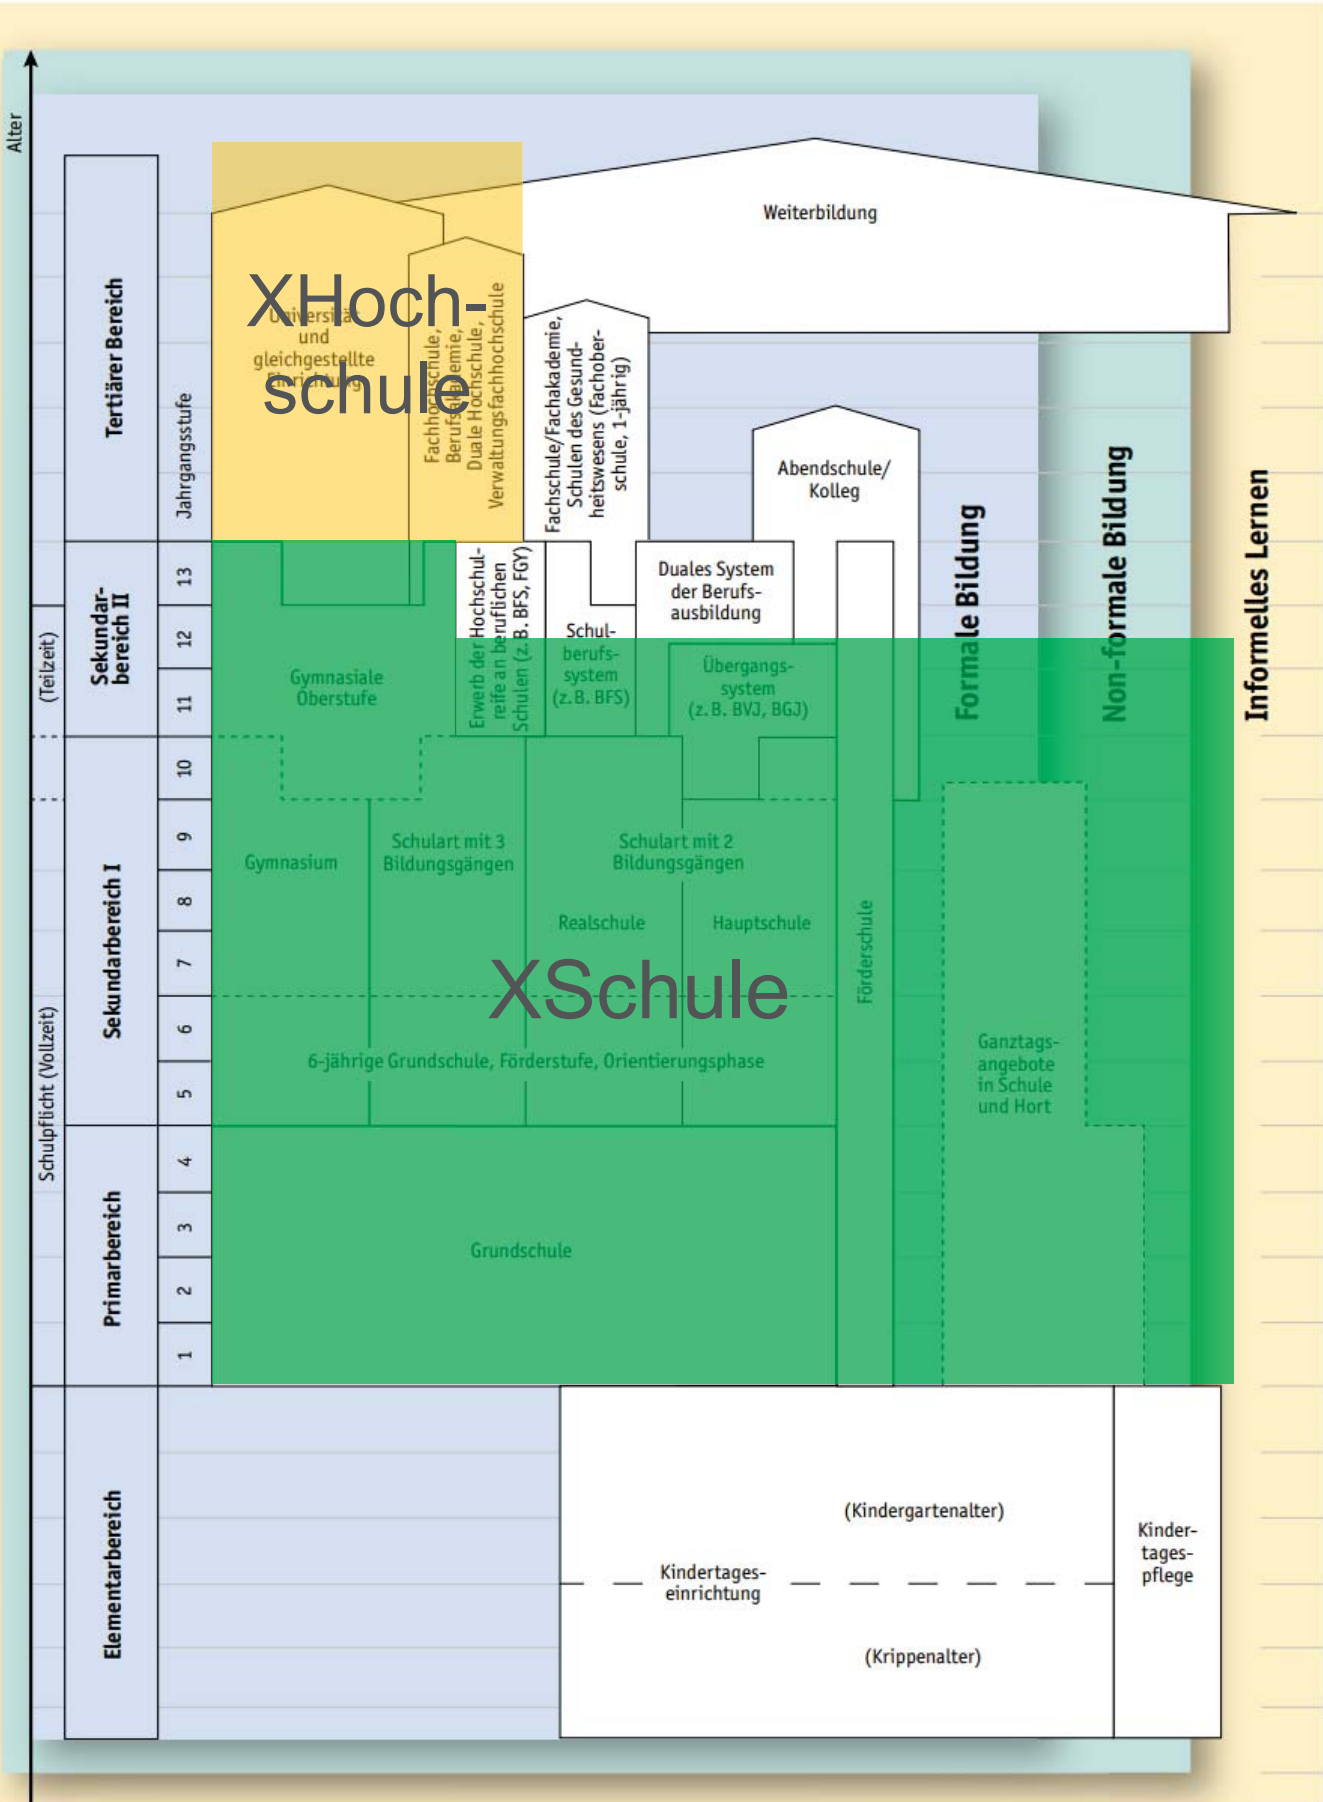 Alter
Tertiärer Bereich
Jahrgangsstufe
XHoch-
schule
Universität
und
gleichgestellte
Einrichtung
Fachhochschule,
Berufsakademie,
Duale Hochschule,
Verwaltungsfachhochschule
Weiterbildung
Fachschule/Fachakademie,
Schulen des Gesund-
heitswesens (Fachober-
schule, 1-jährig)
Abendschule/
Kolleg
Formale Bildung
Non-formale Bildung
Informelles Lernen
(Teilzeit)
Sekundar-
bereich II
13
12
11
Gymnasiale
Oberstufe
Erwerb der Hochschul-
reife an beruflichen
Schulen (z. B. BFS, FGY)
Schul-
berufs-
system
(z. B. BFS)
Duales System
der Berufs-
ausbildung
Übergangs-
system
(z. B. BVJ, BGJ)
Schulpflicht (Vollzeit)
Sekundarbereich I
10
9
8
7
6
5
Gymnasium
Schulart mit 3
Bildungsgängen
Schulart mit 2
Bildungsgängen
Realschule
Hauptschule
Förderschule
XSchule
6-jährige Grundschule, Förderstufe, Orientierungsphase
Ganztags-
angebote
in Schule
und Hort
Primarbereich
4
3
2
1
Grundschule
Elementarbereich
(Kindergartenalter)
Kindertages-
einrichtung
(Krippenalter)
Kinder-
tages-
pflege